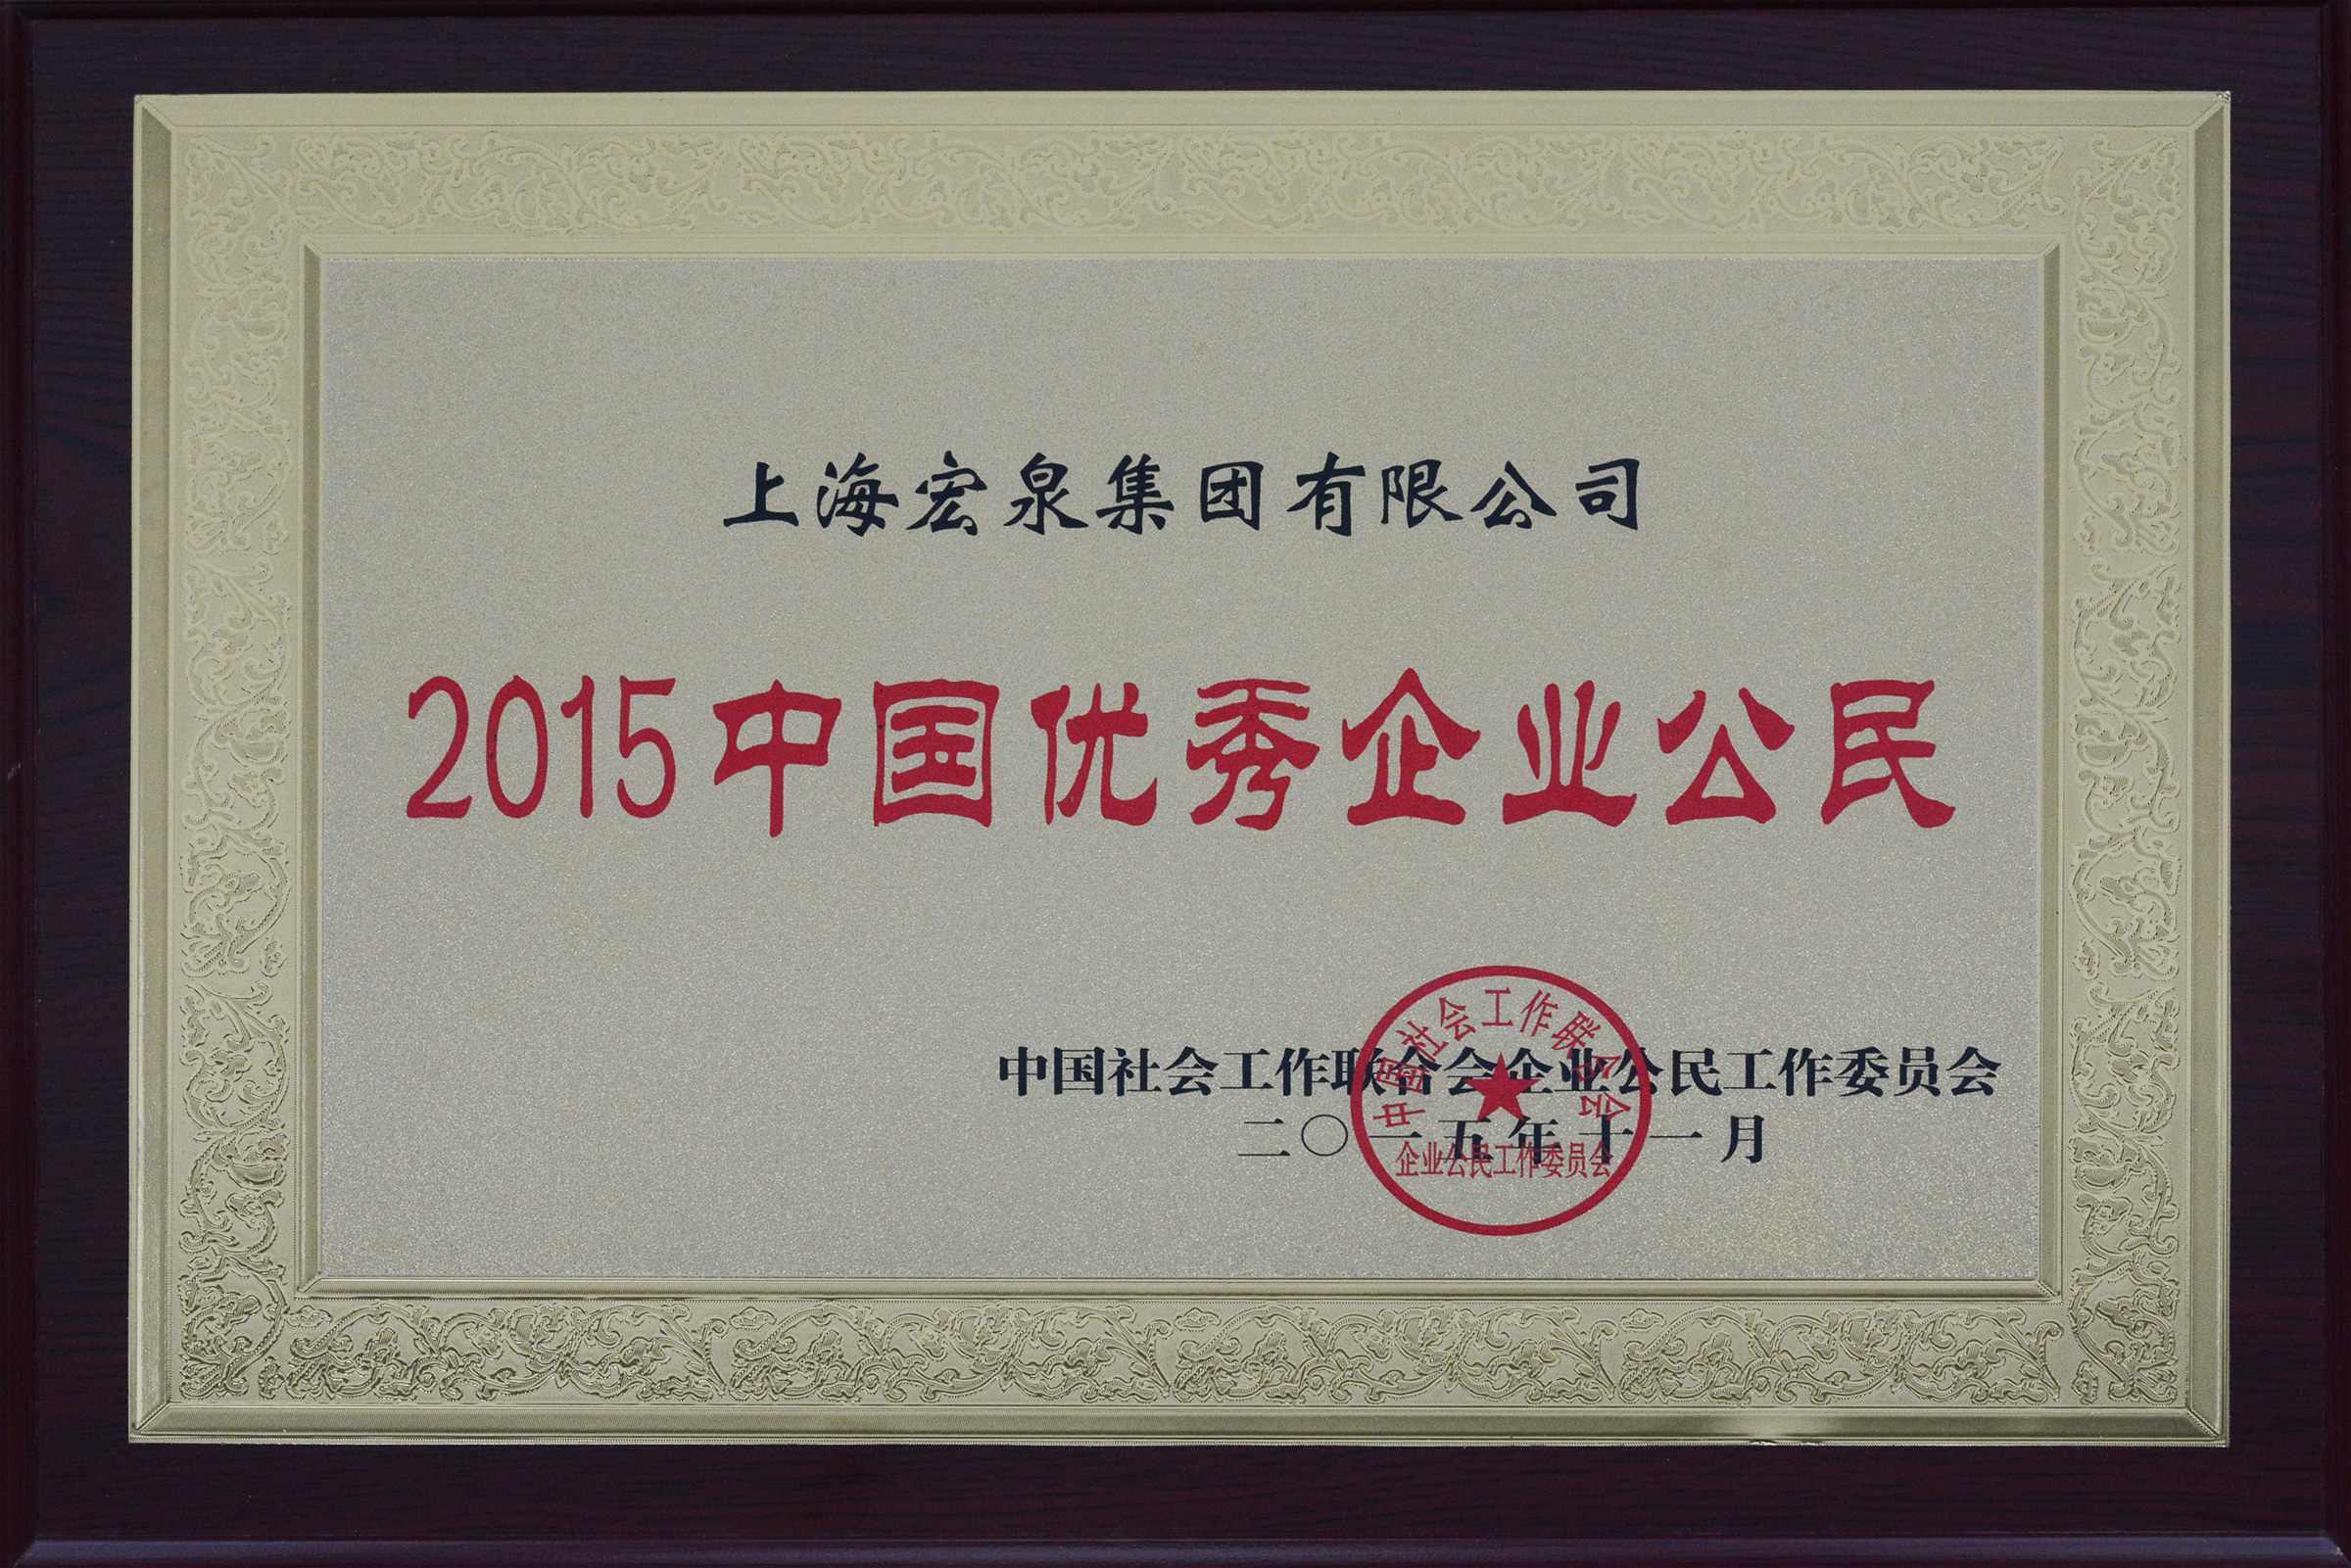 上海宏泉集团有限公司
2015中国优秀企业公民
中国社会工作联合会企业公民工作委员会
二〇一五年十一月
中国社会工作联合会
企业公民工作委员会